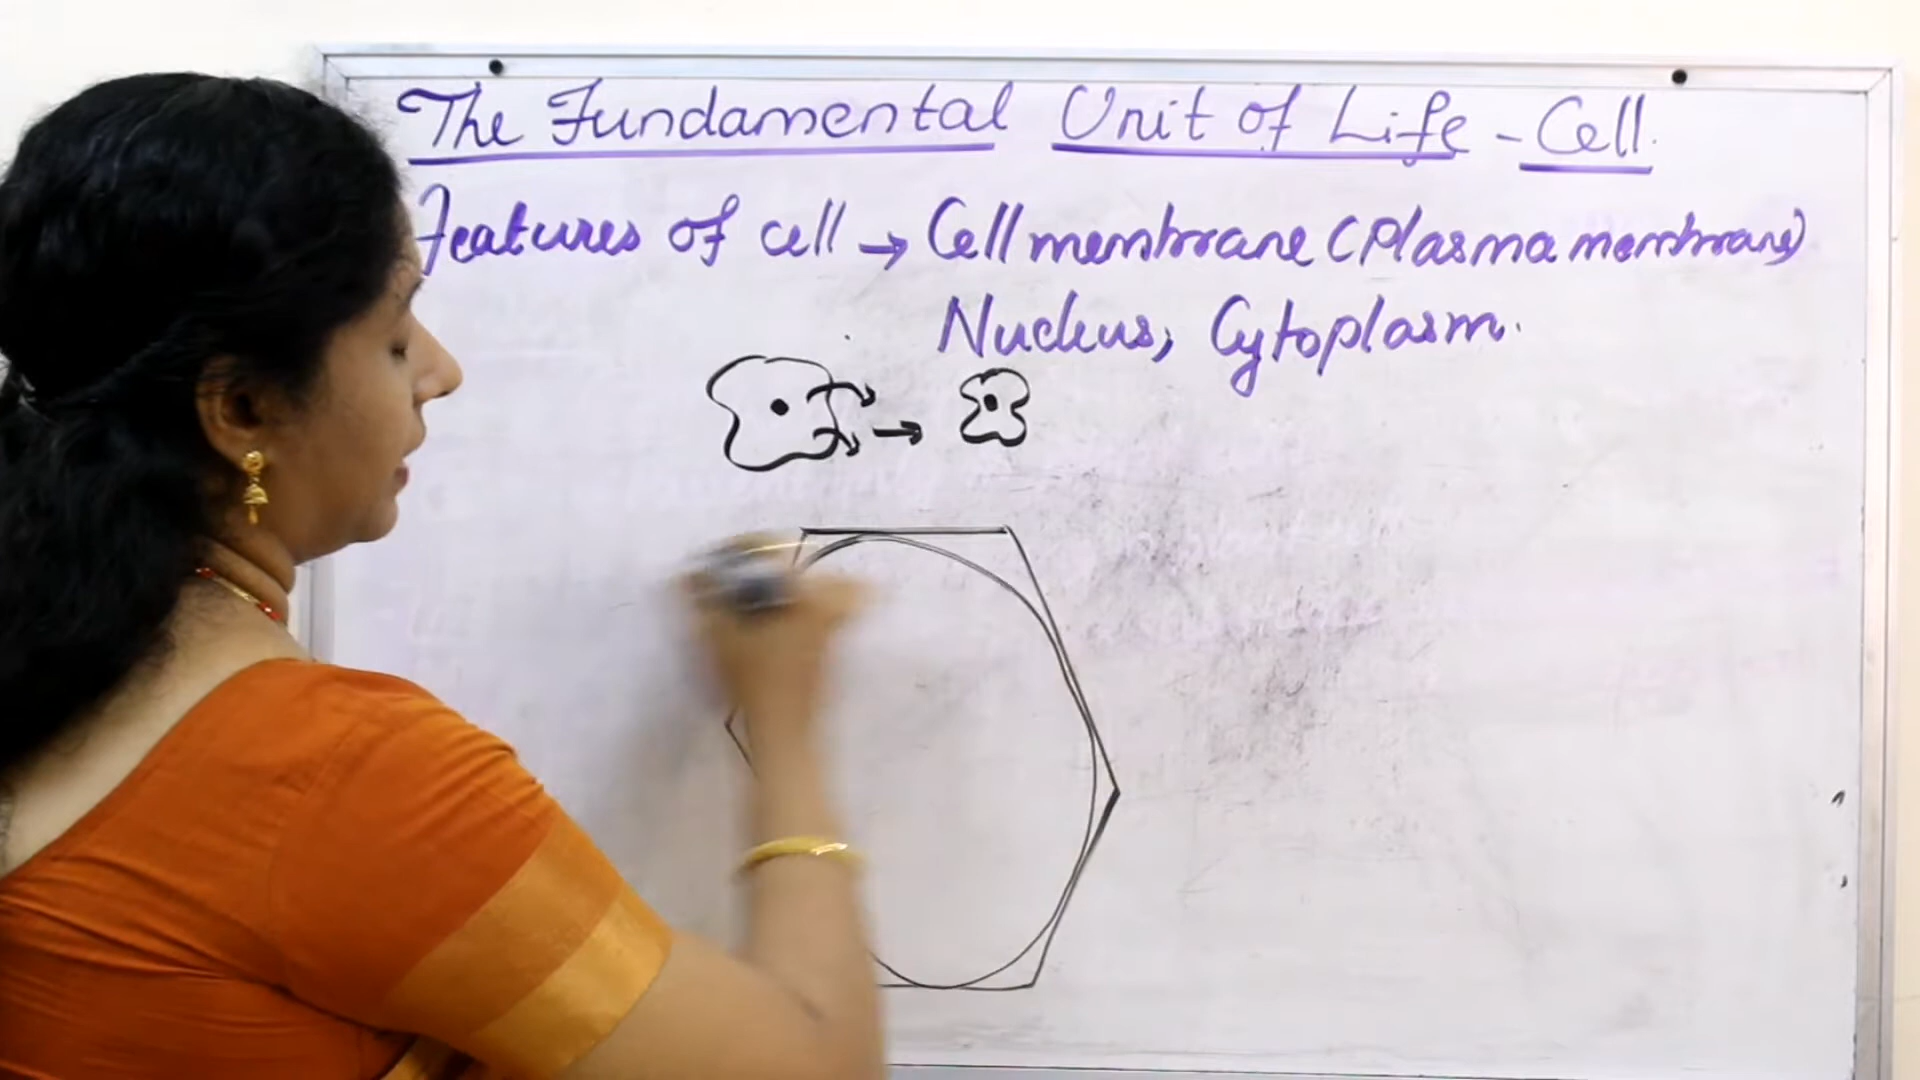 The Fundamental Unit of Life - Cell.
Features of cell → Cell membrane (Plasma membrane)
Nucleus, Cytoplasm.